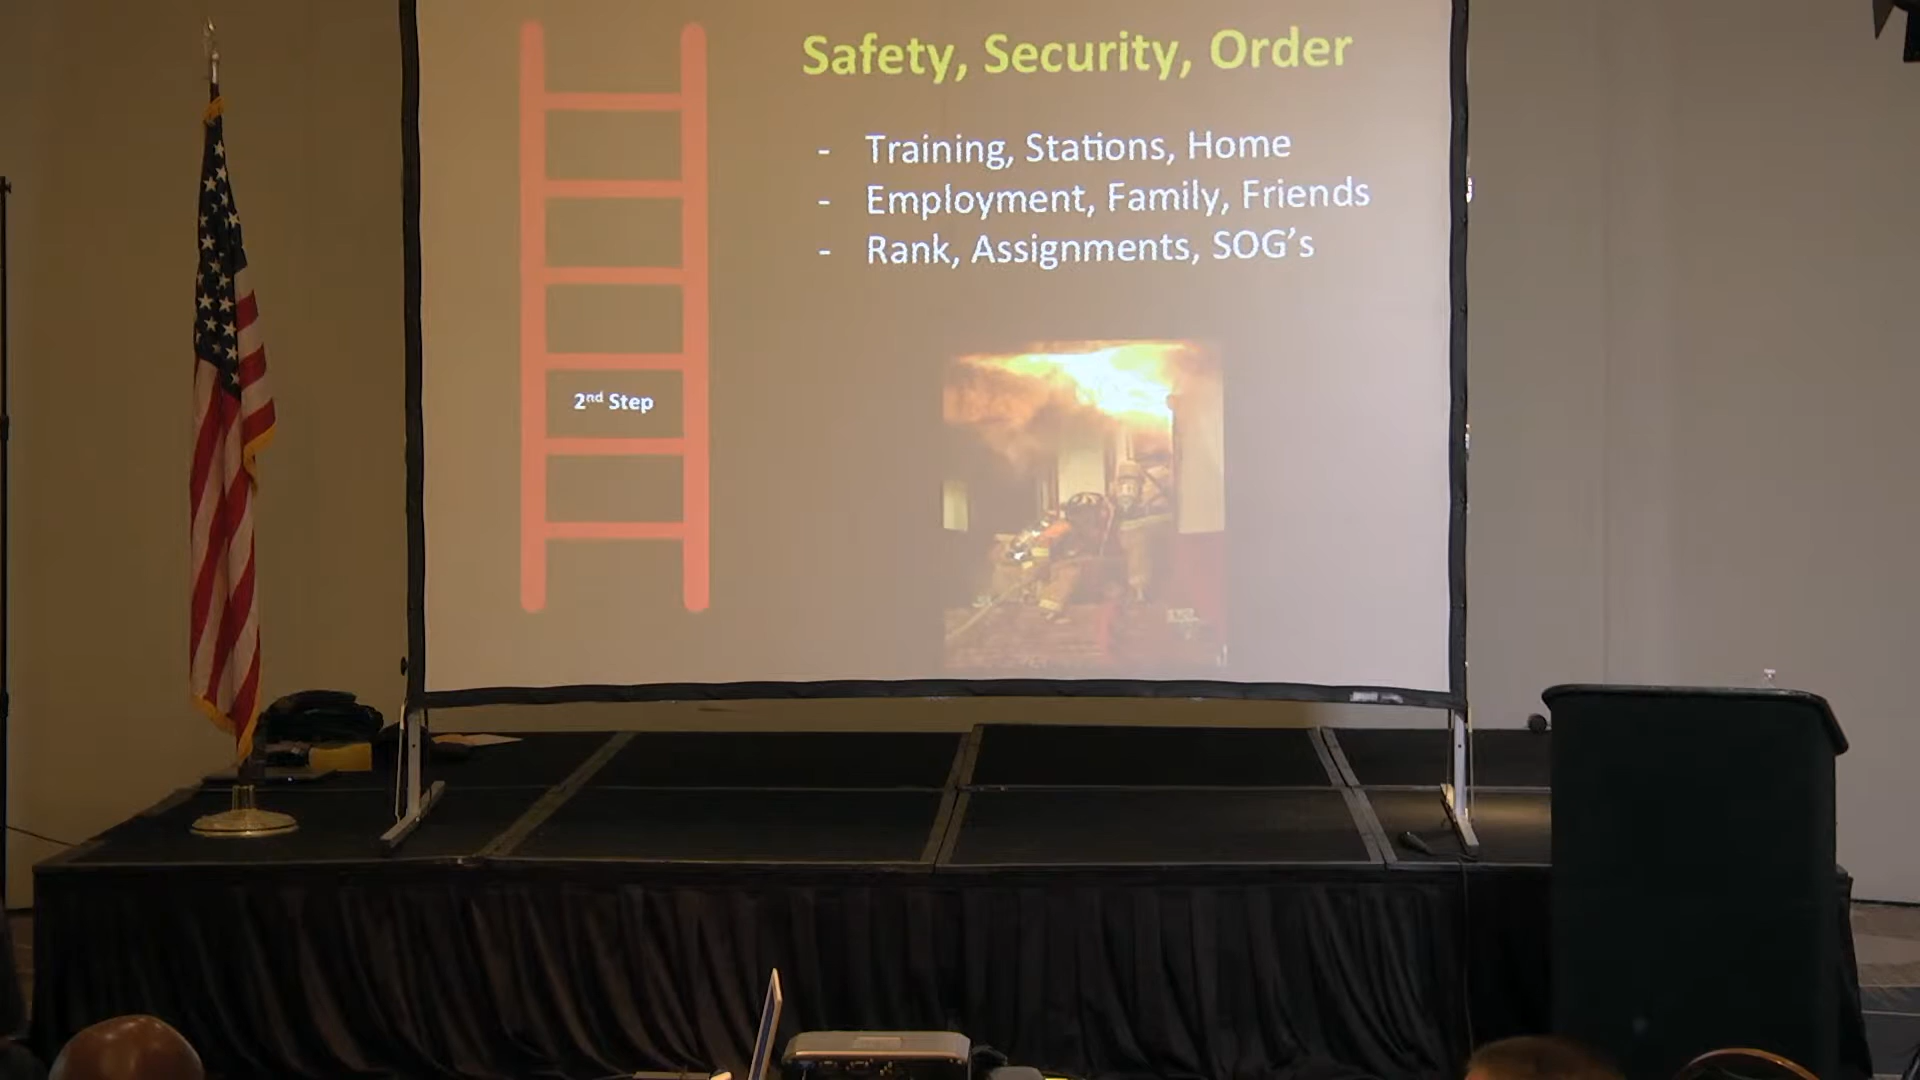 Safety, Security, Order
- Training, Stations, Home
- Employment, Family, Friends
- Rank, Assignments, SOG's
2nd Step